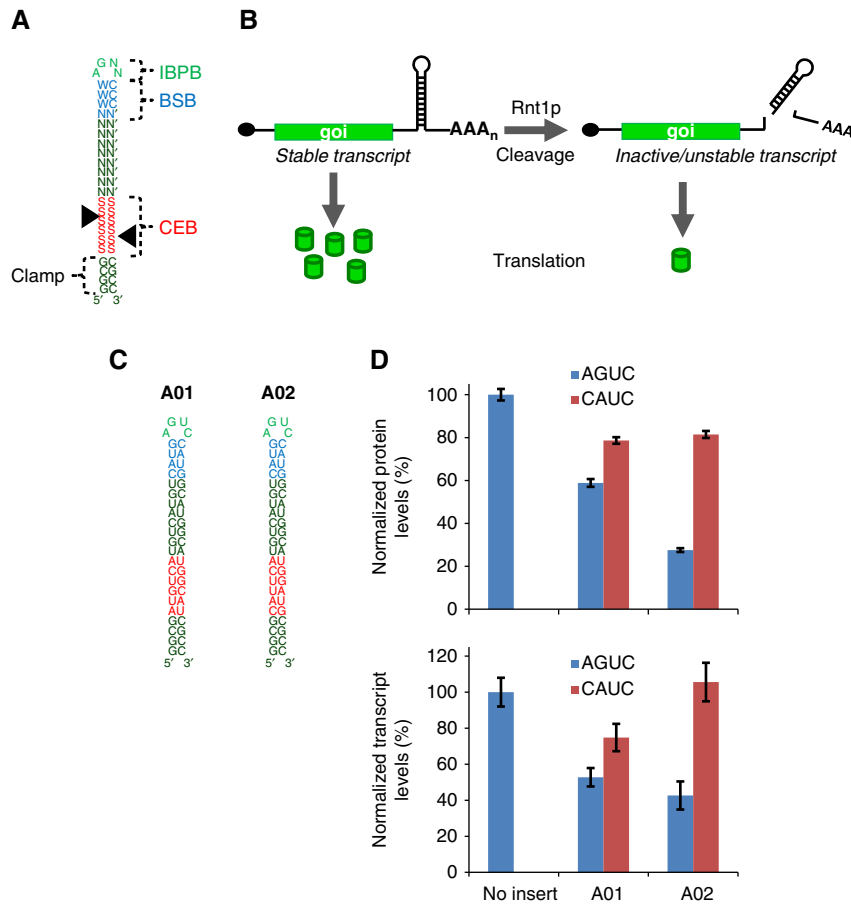 A
G N
A N
IBPB
WC
WC
WC
NN′
BSB
NN′
NN′
NN′
NN′
NN′
NN′
NN′
NN′
SS
SS
SS
SS
SS
SS
CEB
Clamp
GC
CG
GC
GC
5′ 3′
B
goi
AAAn
Stable transcript
Rnt1p
Cleavage
goi
AAA
Inactive/unstable transcript
Translation
C
A01
G U
A C
GC
UA
AU
CG
UG
GC
UA
AU
CG
UG
GC
UA
AU
CG
UG
GC
UA
AU
GC
CG
GC
GC
5′ 3′
A02
G U
A C
GC
UA
AU
CG
UG
GC
UA
AU
CG
UG
GC
UA
AU
CG
UG
UA
AU
CG
GC
CG
GC
GC
5′ 3′
D
AGUC
CAUC
Normalized protein
levels (%)
100
80
60
40
20
0
AGUC
CAUC
Normalized transcript
levels (%)
120
100
80
60
40
20
0
No insert
A01
A02